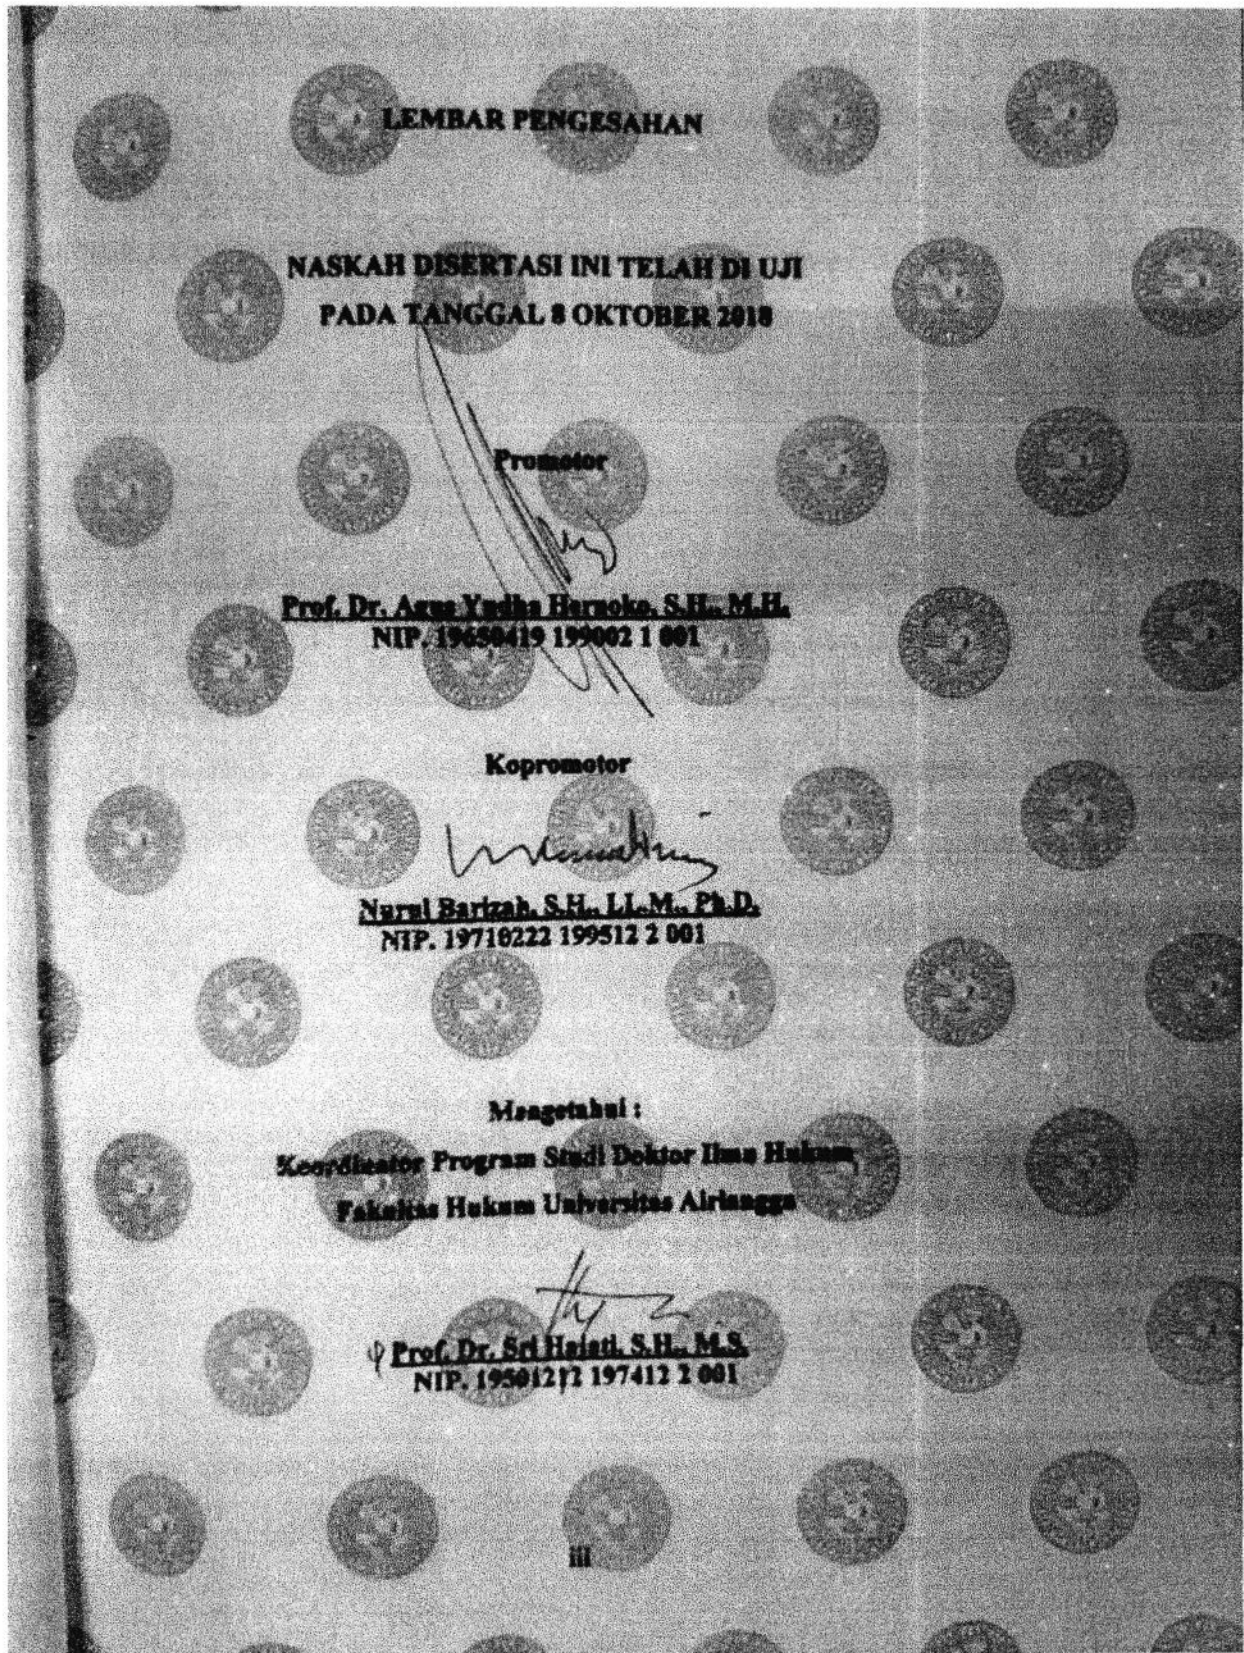 LEMBAR PENGESAHAN
NASKAH DISERTASI INI TELAH DI UJI
PADA TANGGAL 8 OKTOBER 2018
Promotor
Prof. Dr. Agus Yudha Hernoko, S.H., M.H.
NIP. 19650419 199002 1 001
Kopromotor
Nurul Barizah, S.H., LL.M., Ph.D.
NIP. 19710222 199512 2 001
Mengetahui :
Koordinator Program Studi Doktor Ilmu Hukum
Fakultas Hukum Universitas Airlangga
Prof. Dr. Sri Hajati, S.H., M.S.
NIP. 19501212 197412 2 001
iii